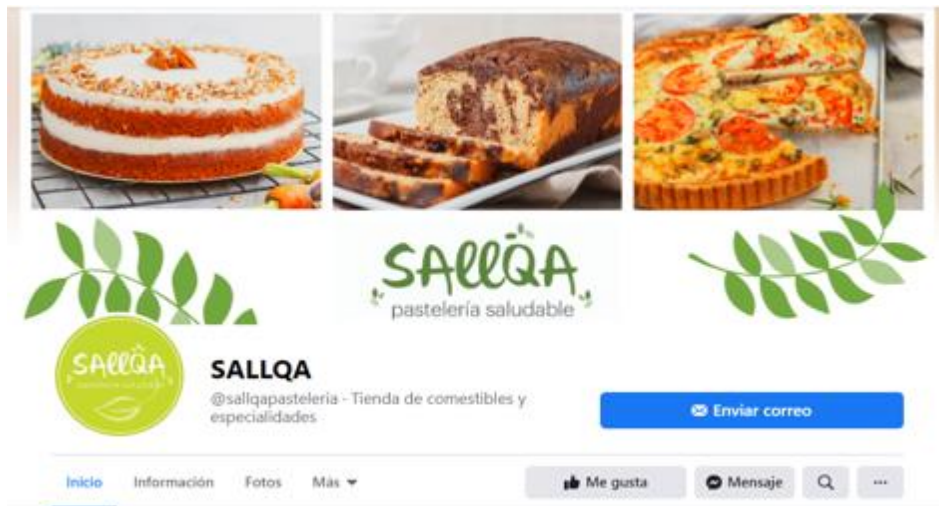 SALLQA
pastelería saludable
SALLQA
SALLQA
@sallqapasteleria - Tienda de comestibles y
especialidades
Enviar correo
Inicio
Información
Fotos
Más
Me gusta
Mensaje